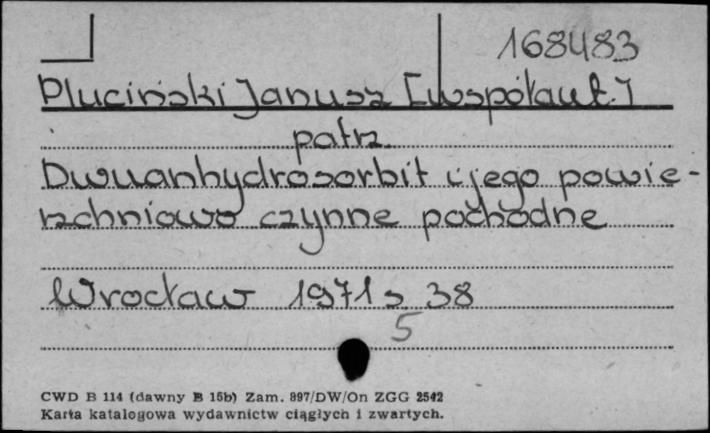 168483
Pluciński Janusz [współaut.]
patrz
Dwuanhydrosorbit i jego powie-
rzchniowo czynne pochodne
Wrocław 1971 s 38
5
CWD B 114 (dawny B 15b) Zam. 897/DW/On ZGG 2542
Karta katalogowa wydawnictw ciągłych i zwartych.